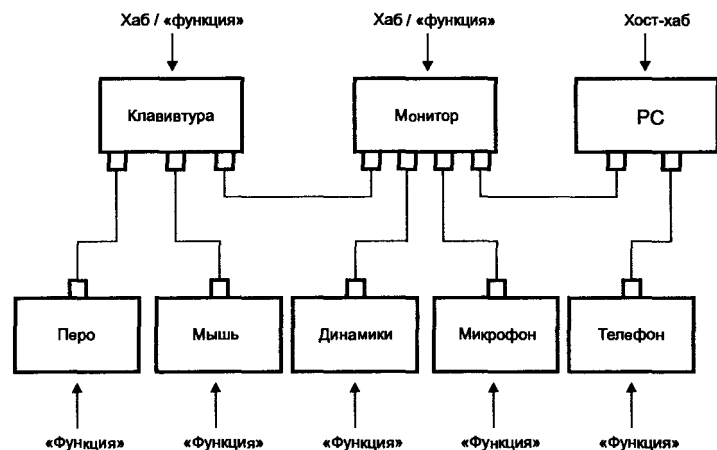 Хаб / «функция»
Хаб / «функция»
Хост-хаб
Клавивтура
Монитор
PC
Перо
Мышь
Динамики
Микрофон
Телефон
«Функция»
«Функция»
«Функция»
«Функция»
«Функция»